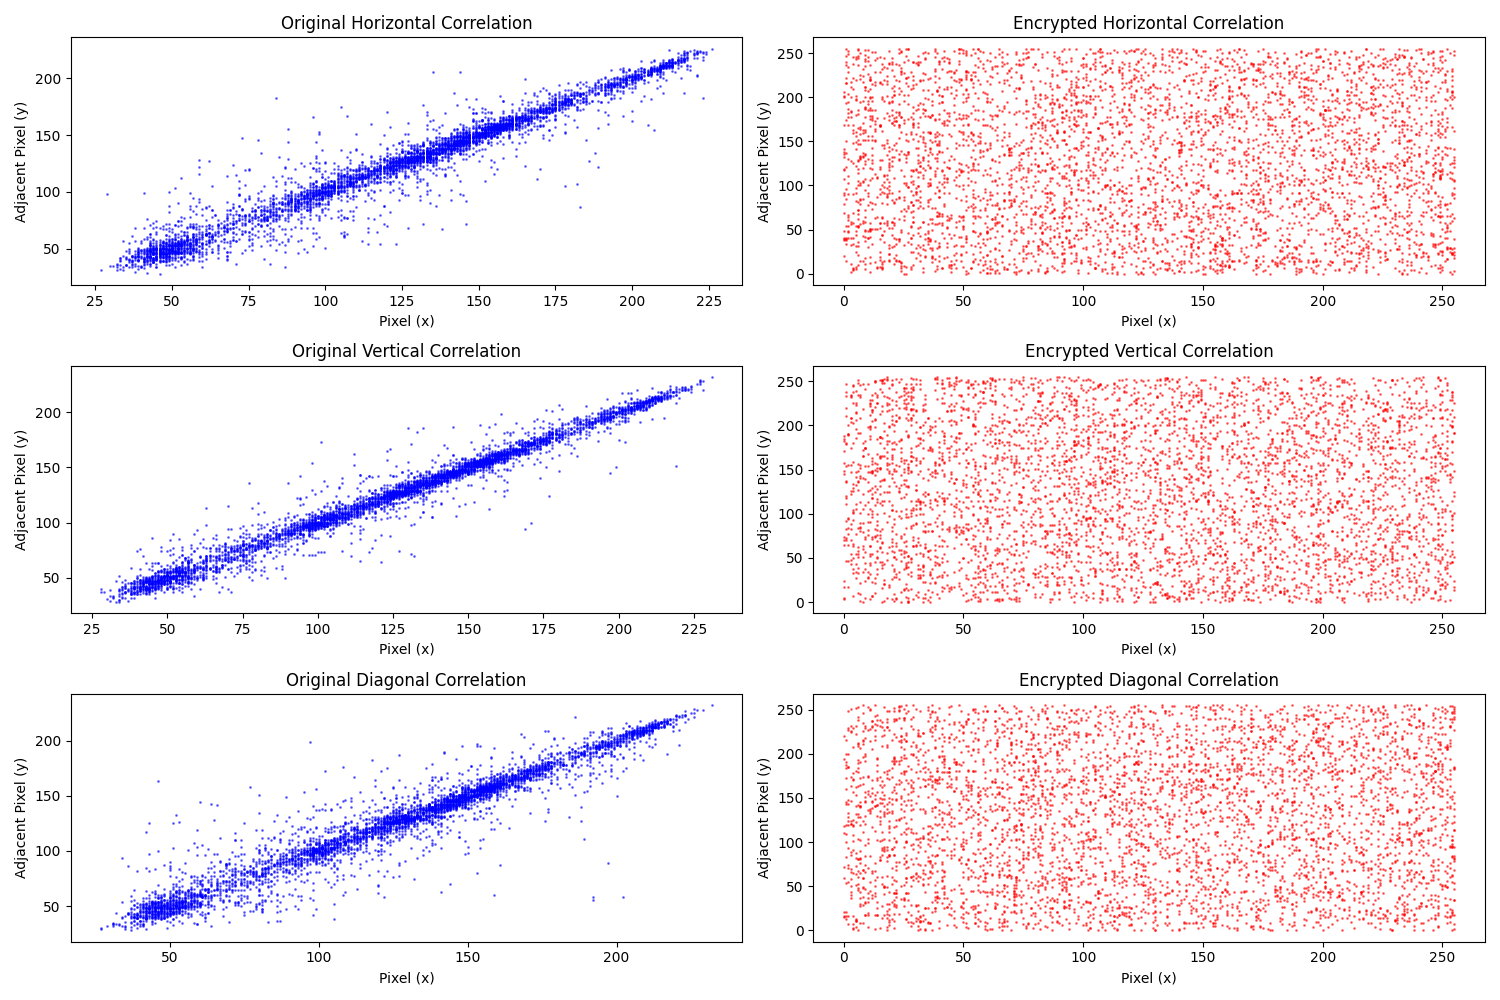 Original Horizontal Correlation
Adjacent Pixel (y)
200
150
100
50
25 50 75 100 125 150 175 200 225
Pixel (x)
Encrypted Horizontal Correlation
Adjacent Pixel (y)
250
200
150
100
50
0
0 50 100 150 200 250
Pixel (x)
Original Vertical Correlation
Adjacent Pixel (y)
200
150
100
50
25 50 75 100 125 150 175 200 225
Pixel (x)
Encrypted Vertical Correlation
Adjacent Pixel (y)
250
200
150
100
50
0
0 50 100 150 200 250
Pixel (x)
Original Diagonal Correlation
Adjacent Pixel (y)
200
150
100
50
50 100 150 200
Pixel (x)
Encrypted Diagonal Correlation
Adjacent Pixel (y)
250
200
150
100
50
0
0 50 100 150 200 250
Pixel (x)